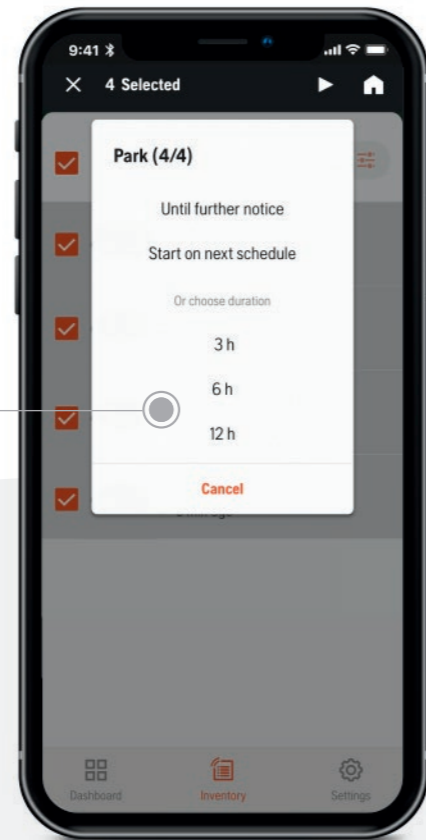 9:41
4 Selected
Park (4/4)
Until further notice
Start on next schedule
Or choose duration
3 h
6 h
12 h
Cancel
Dashboard
Inventory
Settings